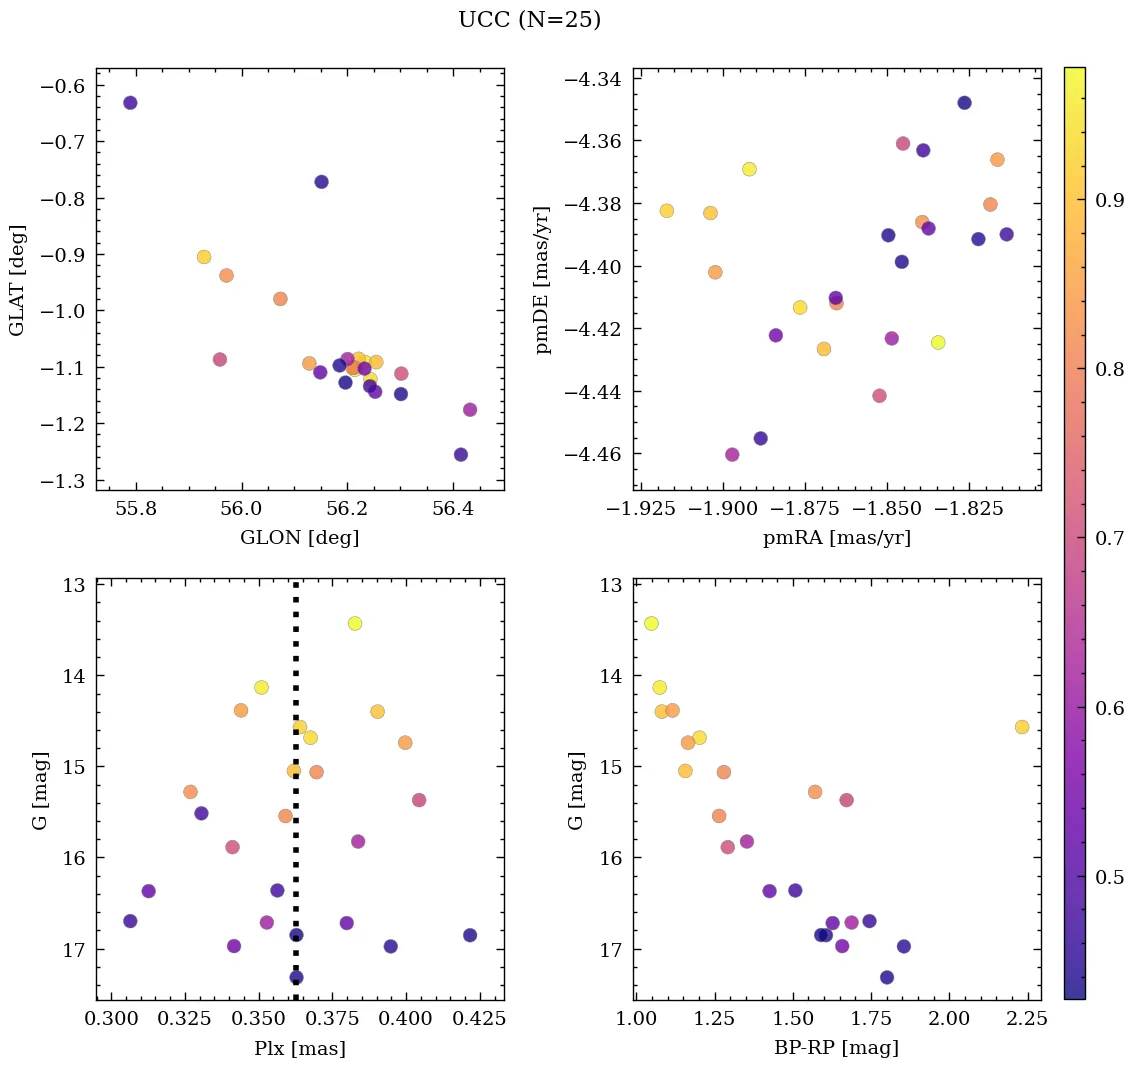 UCC (N=25)
−0.6
−0.7
−0.8
−0.9
−1.0
−1.1
−1.2
−1.3
GLAT [deg]
55.8 56.0 56.2 56.4
GLON [deg]
−4.34
−4.36
−4.38
−4.40
−4.42
−4.44
−4.46
pmDE [mas/yr]
−1.925 −1.900 −1.875 −1.850 −1.825
pmRA [mas/yr]
13
14
15
16
17
G [mag]
0.300 0.325 0.350 0.375 0.400 0.425
Plx [mas]
13
14
15
16
17
G [mag]
1.00 1.25 1.50 1.75 2.00 2.25
BP-RP [mag]
0.9
0.8
0.7
0.6
0.5